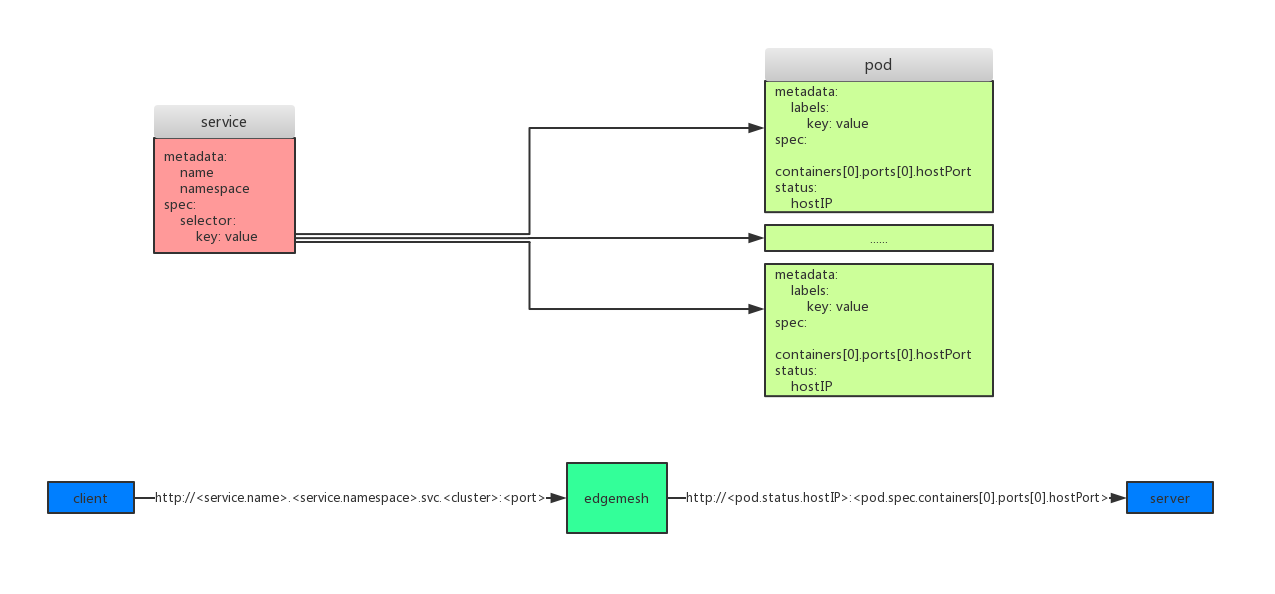 service
metadata:
name
namespace
spec:
selector:
key: value
pod
metadata:
labels:
key: value
spec:
containers[0].ports[0].hostPort
status:
hostIP
......
metadata:
labels:
key: value
spec:
containers[0].ports[0].hostPort
status:
hostIP
client
http://<service.name>.<service.namespace>.svc.<cluster>:<port>
edgemesh
http://<pod.status.hostIP>:<pod.spec.containers[0].ports[0].hostPort>
server